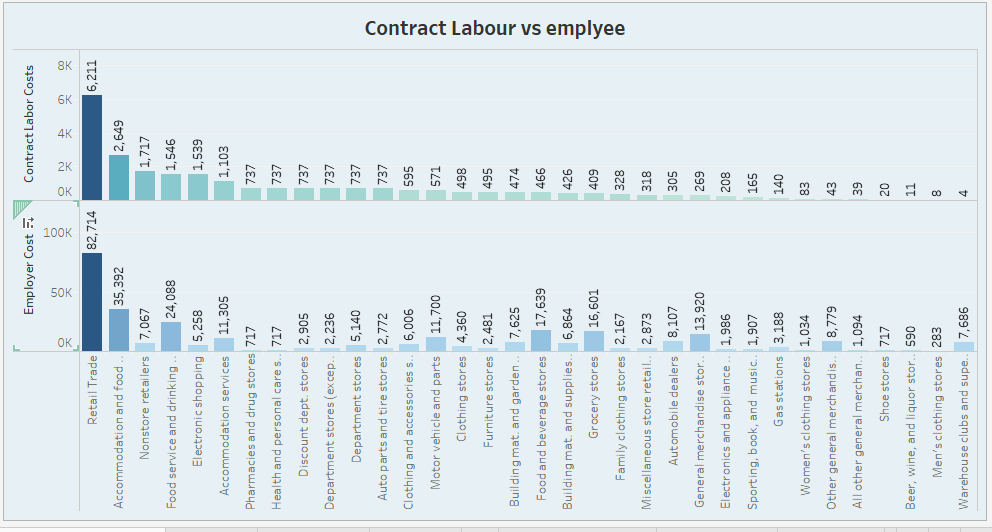 Contract Labour vs emplyee
Contract Labor Costs
8K
6K
4K
2K
0K
6,211
2,649
1,717
1,546
1,539
1,103
737
737
737
737
737
737
595
571
498
495
474
466
426
409
328
318
305
269
208
165
140
83
43
39
20
11
8
4
Employer Cost
100K
50K
0K
82,714
35,392
7,067
24,088
5,258
11,305
717
717
2,905
2,236
5,140
2,772
6,006
11,700
4,360
2,481
7,625
17,639
6,864
16,601
2,167
2,873
8,107
13,920
1,986
1,907
3,188
1,034
8,779
1,094
717
590
283
7,686
Retail Trade
Accommodation and food ..
Nonstore retailers
Food service and drinking ..
Electronic shopping
Accommodation services
Pharmacies and drug stores
Health and personal care s..
Discount dept. stores
Department stores (excep..
Department stores
Auto parts and tire stores
Clothing and accessories s..
Motor vehicle and parts
Clothing stores
Furniture stores
Building mat. and garden ..
Food and beverage stores
Building mat. and supplies..
Grocery stores
Family clothing stores
Miscellaneous store retail..
Automobile dealers
General merchandise stor..
Electronics and appliance ..
Sporting, book, and music..
Gas stations
Women's clothing stores
Other general merchandis..
All other general merchan..
Shoe stores
Beer, wine, and liquor stor..
Men's clothing stores
Warehouse clubs and supe..